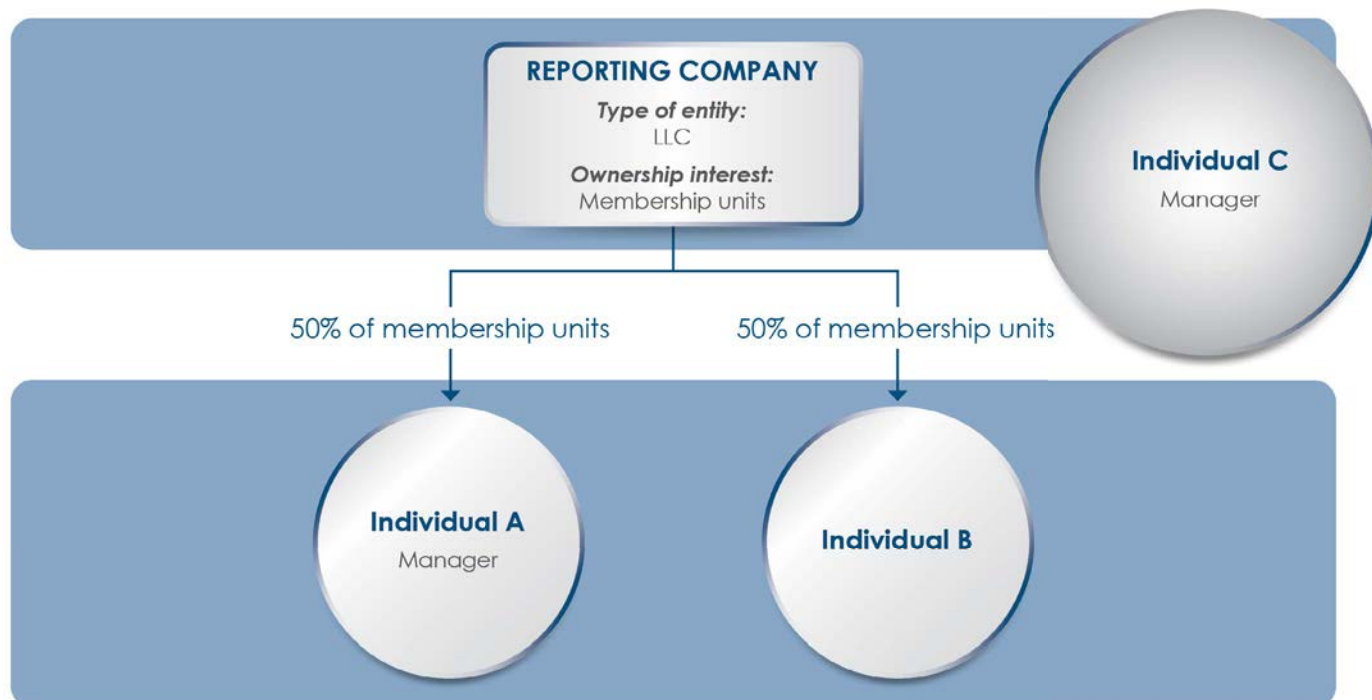 REPORTING COMPANY
Type of entity:
LLC
Ownership interest:
Membership units
Individual C
Manager
50% of membership units
50% of membership units
Individual A
Manager
Individual B